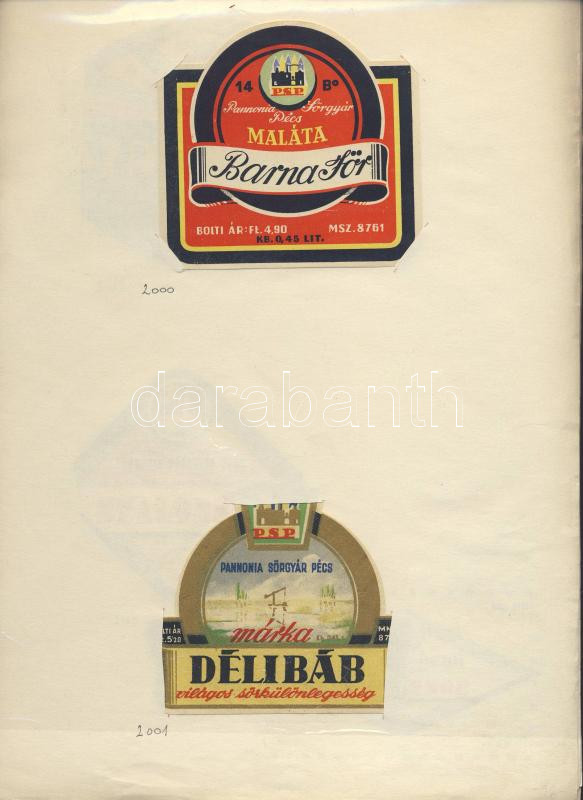 14 B°
PSP
Pannonia Sörgyár
Pécs
MALÁTA
Barna Sör
BOLTI ÁR: Ft. 4,90 MSZ. 8761
KB. 0,45 LIT.
2000
darabanth
PSP
PANNONIA SÖRGYÁR PÉCS
márka
DÉLIBÁB
világos sörkülönlegesség
2001